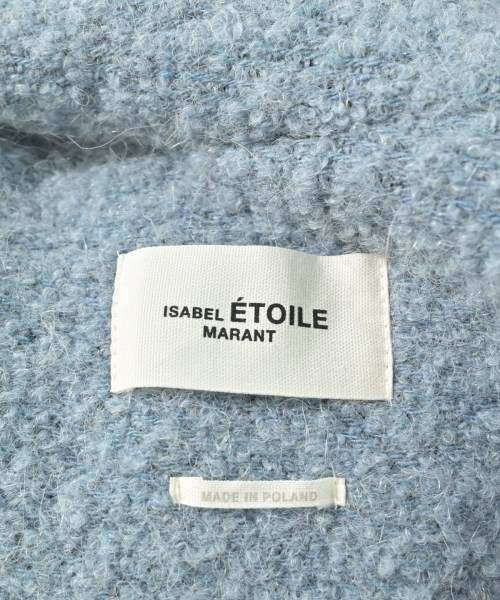 ISABEL ÉTOILE
MARANT
MADE IN POLAND